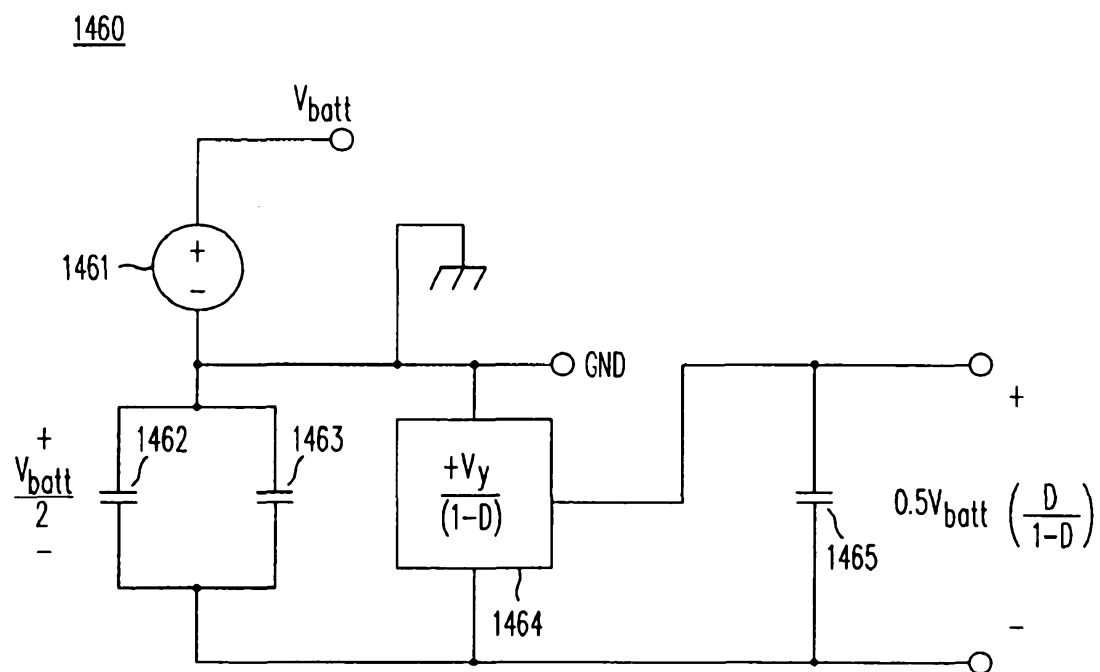 1460
V_batt
+
1461
-
GND
+
V_batt
2
-
1462
1463
+V_y
(1-D)
1464
1465
+
0.5V_batt (D
1-D)
-